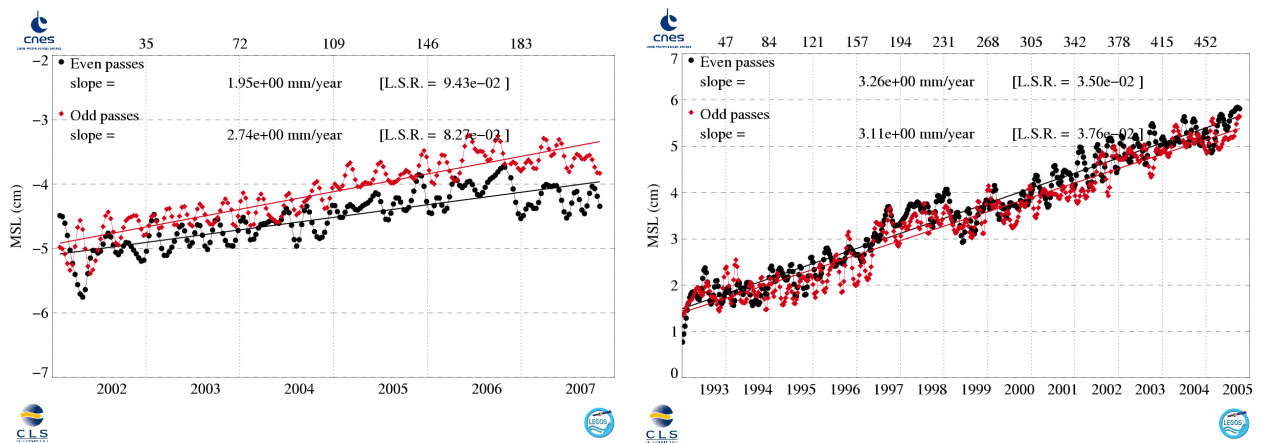 cnes
35 72 109 146 183
−2
Even passes
slope = 1.95e+00 mm/year [L.S.R. = 9.43e−02 ]
Odd passes
slope = 2.74e+00 mm/year [L.S.R. = 8.27e−02 ]
−3
−4
−5
−6
−7
MSL (cm)
2002 2003 2004 2005 2006 2007
CLS
LEGOS
cnes
47 84 121 157 194 231 268 305 342 378 415 452
7
Even passes
slope = 3.26e+00 mm/year [L.S.R. = 3.50e−02 ]
Odd passes
slope = 3.11e+00 mm/year [L.S.R. = 3.76e−02 ]
6
5
4
3
2
1
0
MSL (cm)
1993 1994 1995 1996 1997 1998 1999 2000 2001 2002 2003 2004 2005
CLS
LEGOS